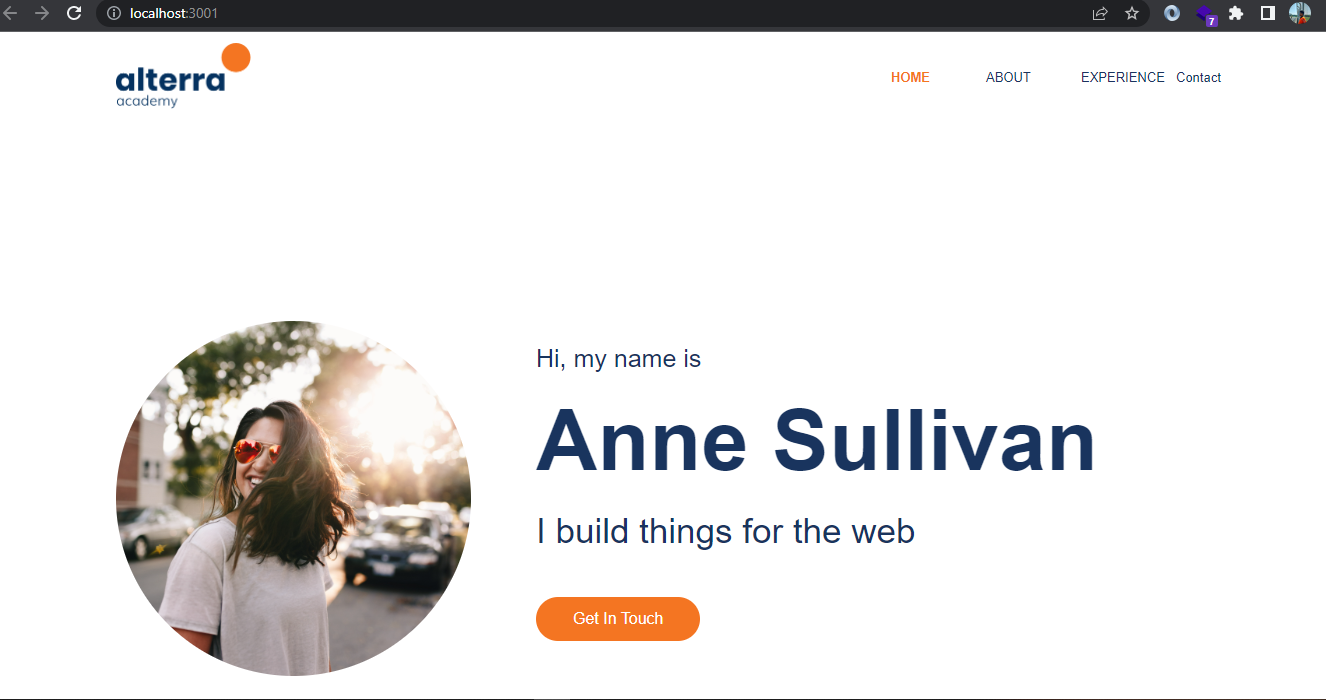 localhost:3001
7
alterra
academy
HOME ABOUT EXPERIENCE Contact
Hi, my name is
Anne Sullivan
I build things for the web
Get In Touch